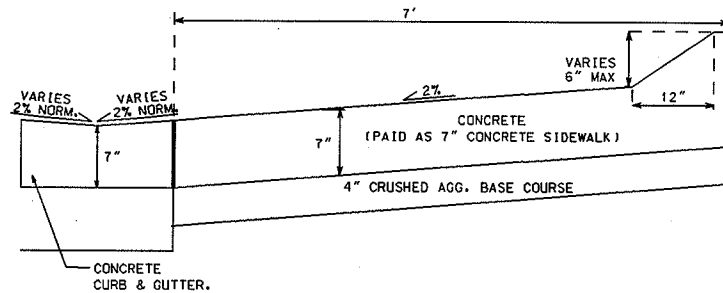 7'
VARIES
6" MAX
VARIES
2% NORM.
VARIES
2% NORM.
2%
12"
CONCRETE
(PAID AS 7" CONCRETE SIDEWALK)
7"
7"
4" CRUSHED AGG. BASE COURSE
CONCRETE
CURB & GUTTER.